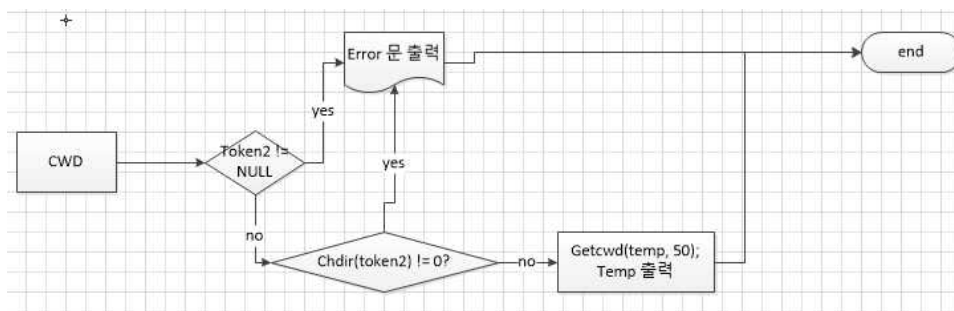 Error 문 출력
end
yes
CWD
Token2 !=
NULL
yes
no
Chdir(token2) != 0?
no
Getcwd(temp, 50);
Temp 출력